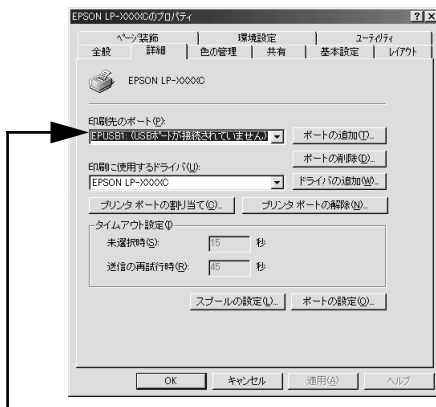 EPSON LP-XXXXCのプロパティ
ページ装飾 環境設定 ユーティリティ
全般 詳細 色の管理 共有 基本設定 レイアウト
EPSON LP-XXXXC
印刷先のポート(P):
EPUSB1: (USBポートが接続されていません) ポートの追加(T)...
ポートの削除(D)...
印刷に使用するドライバ(U):
EPSON LP-XXXXC ドライバの追加(W)...
プリンタ ポートの割り当て(C)... プリンタ ポートの解除(N)...
タイムアウト設定
未選択時(S): 15 秒
送信の再試行時(R): 45 秒
スプールの設定(L)... ポートの設定(O)...
OK キャンセル 適用(A) ヘルプ